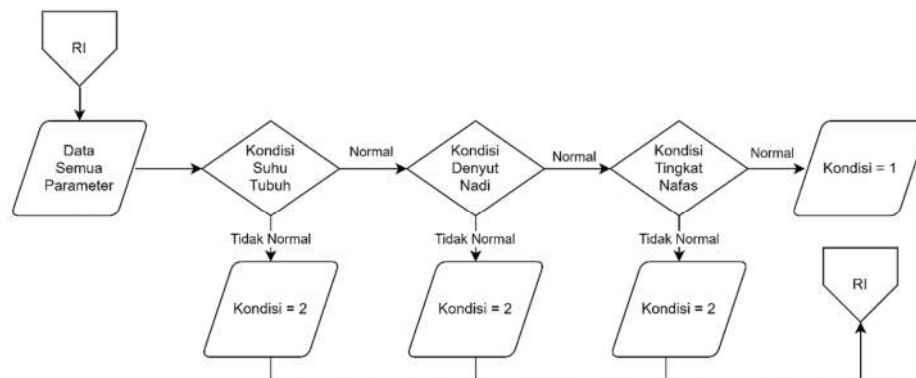 RI
Data
Semua
Parameter
Kondisi
Suhu
Tubuh
Normal
Kondisi
Denyut
Nadi
Normal
Kondisi
Tingkat
Nafas
Normal
Kondisi = 1
Tidak Normal
Tidak Normal
Tidak Normal
Kondisi = 2
Kondisi = 2
Kondisi = 2
RI